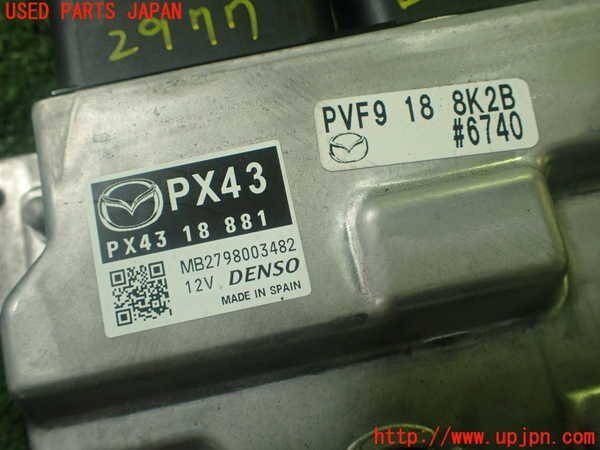 USED PARTS JAPAN
2977
PVF9 18 8K2B
#6740
PX43
PX43 18 881
MB2798003482
12V DENSO
MADE IN SPAIN
http://www.upjpn.com/